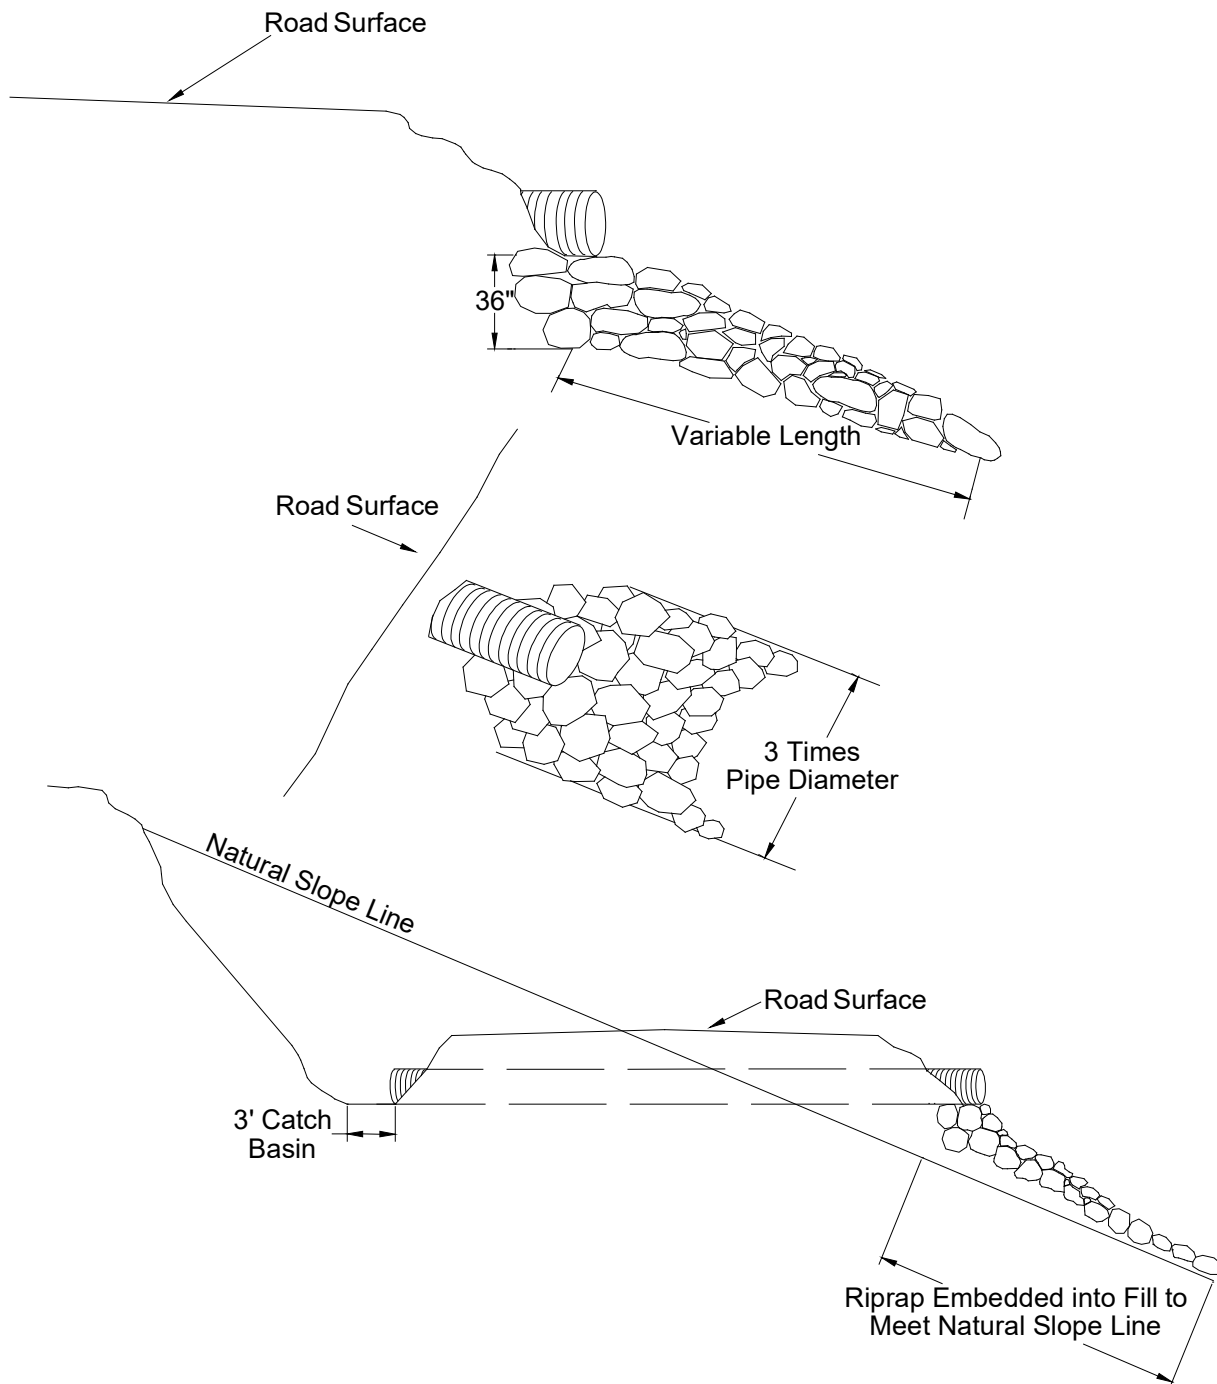 Road Surface
36"
Variable Length
Road Surface
3 Times
Pipe Diameter
Natural Slope Line
Road Surface
3' Catch
Basin
Riprap Embedded into Fill to
Meet Natural Slope Line